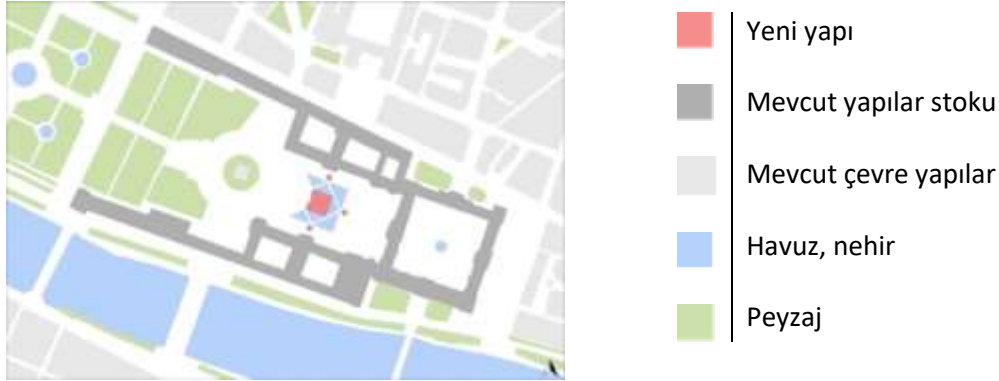 Yeni yapı
Mevcut yapılar stoku
Mevcut çevre yapılar
Havuz, nehir
Peyzaj